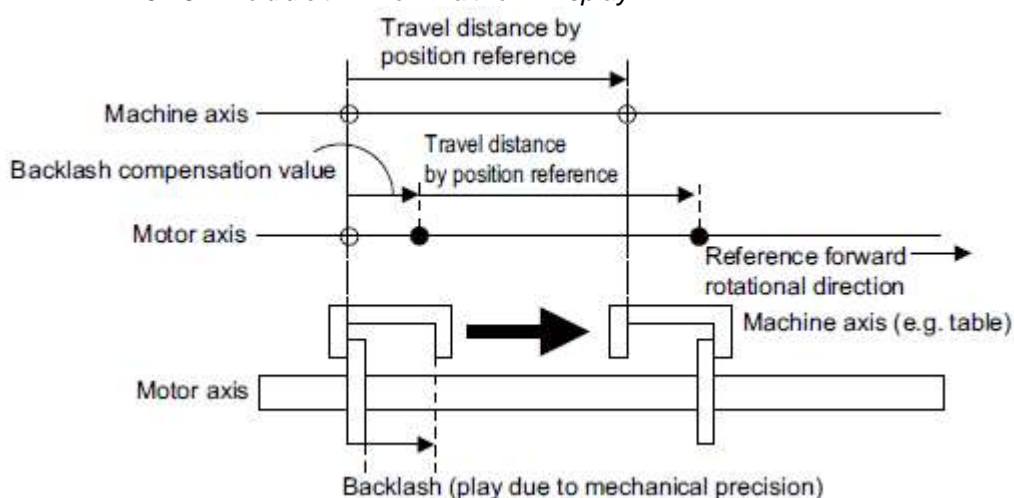 Travel distance by
position reference
Machine axis
Travel distance
by position reference
Backlash compensation value
Motor axis
Reference forward
rotational direction
Machine axis (e.g. table)
Motor axis
Backlash (play due to mechanical precision)